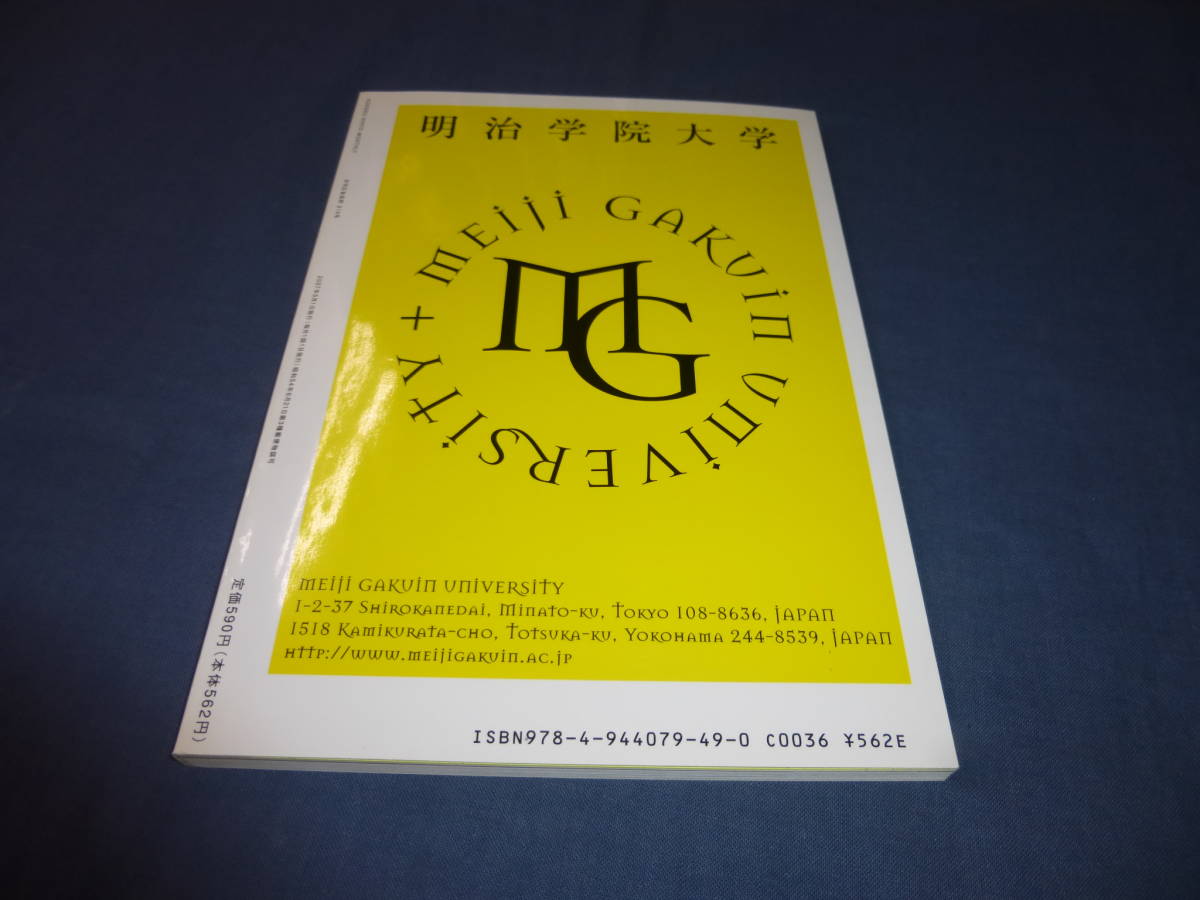 明治学院大学
MEIJI GAKUIN UNIVERSITY +
MG
MEIJI GAKUIN UNIVERSITY
1-2-37 SHIROKANEDAI, MINATO-KU, TOKYO 108-8636, JAPAN
1518 KAMIKURATA-CHO, TOTSUKA-KU, YOKOHAMA 244-8539, JAPAN
HTTP://WWW.MEIJIGAKUIN.AC.JP
ISBN978-4-944079-49-0 C0036 ¥562E
定価590円(本体562円)